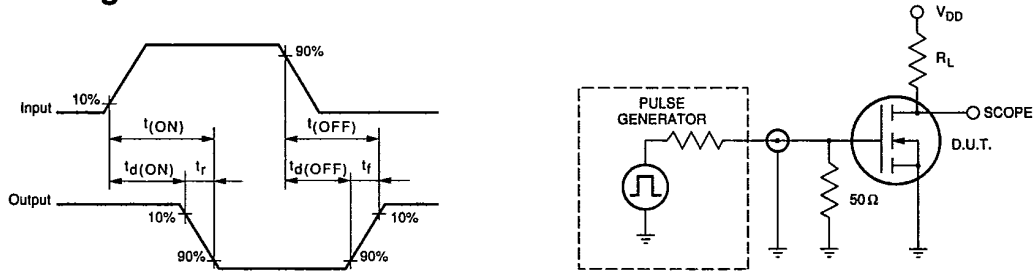 Input
10%
90%
t(ON)
t(OFF)
td(ON)
tr
td(OFF)
tf
Output
10%
90%
90%
10%
PULSE
GENERATOR
50Ω
VDD
RL
SCOPE
D.U.T.